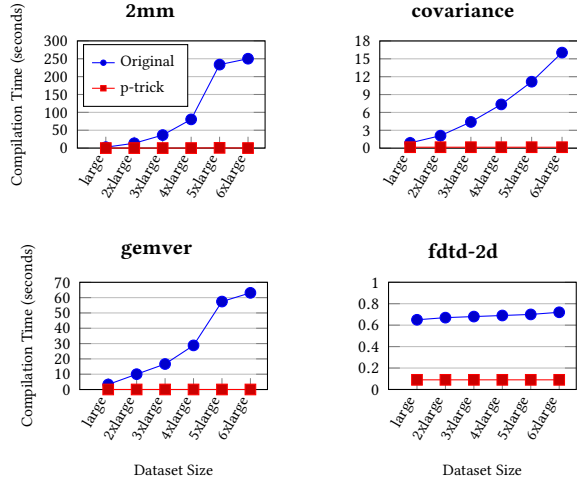 2mm
Compilation Time (seconds)
300
250
200
150
100
50
0
Original
p-trick
large
2xlarge
3xlarge
4xlarge
5xlarge
6xlarge
covariance
18
15
12
9
6
3
0
large
2xlarge
3xlarge
4xlarge
5xlarge
6xlarge
gemver
Compilation Time (seconds)
70
60
50
40
30
20
10
0
large
2xlarge
3xlarge
4xlarge
5xlarge
6xlarge
Dataset Size
fdtd-2d
1
0.8
0.6
0.4
0.2
0
large
2xlarge
3xlarge
4xlarge
5xlarge
6xlarge
Dataset Size